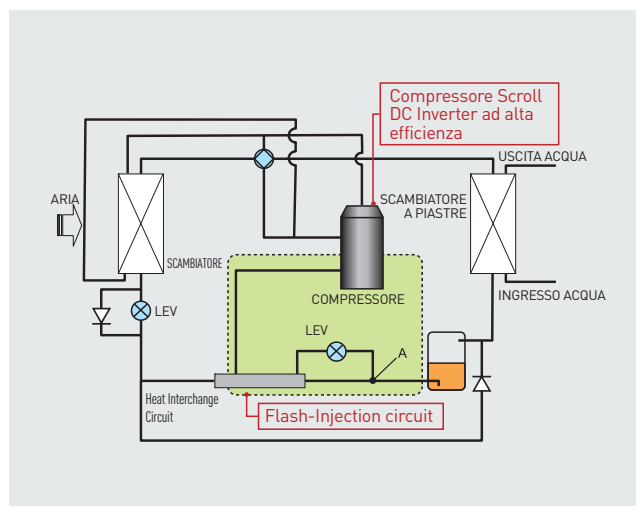 Compressore Scroll
DC Inverter ad alta
efficienza
USCITA ACQUA
ARIA
SCAMBIATORE
A PIASTRE
SCAMBIATORE
COMPRESSORE
INGRESSO ACQUA
LEV
LEV
A
Heat Interchange
Circuit
Flash-Injection circuit